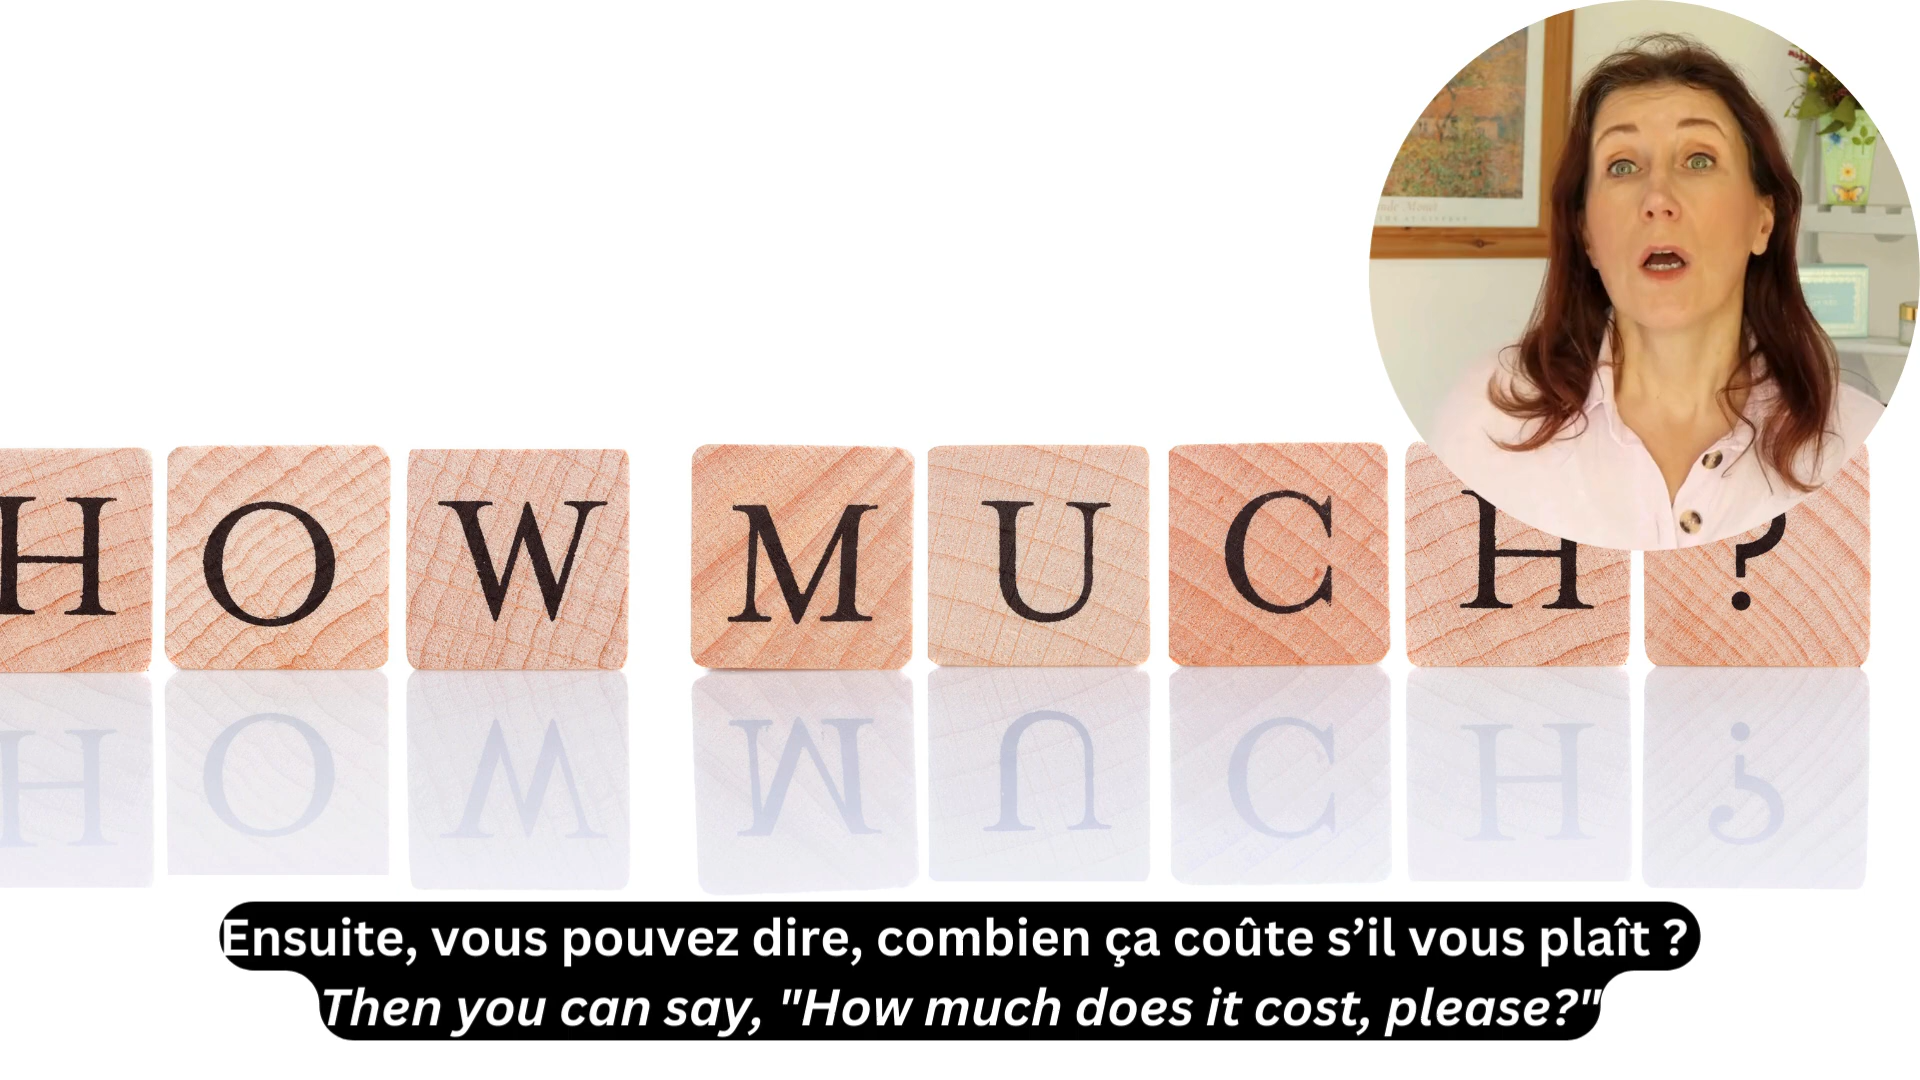 HOW MUCH?
Ensuite, vous pouvez dire, combien ça coûte s’il vous plaît ?
Then you can say, "How much does it cost, please?"